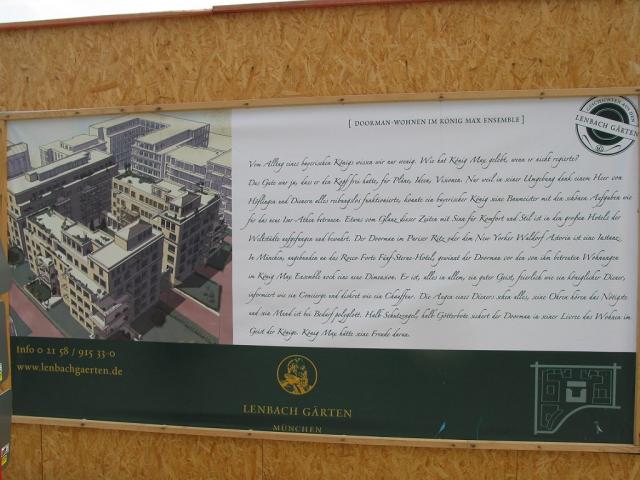 [ DOORMAN-WOHNEN IM KÖNIG MAX ENSEMBLE ]
GESCHICHTEN AUS DEN
LENBACH GÄRTEN
Vom Alltag eines bayerischen Königs wissen wir nur wenig. Wie hat König Max gelebt, wenn er nicht regierte?
Das Gute war ja, dass er den Kopf frei hatte, für Pläne, Ideen, Visionen. Nur weil in seiner Umgebung dank einem Heer von
Höflingen und Dienern alles reibungslos funktionierte, konnte ein bayerischer König seine Baumeister mit den schönen Aufgaben wie
für das neue Isar-Athen betrauen. Etwas vom Glanz dieser Zeiten mit Sinn für Komfort und Stil ist in den großen Hotels der
Weltstädte aufgefangen und bewahrt. Der Doorman im Pariser Ritz oder dem New Yorker Waldorf Astoria ist eine Instanz.
In München, angebunden an das Rocco Forte Fünf-Sterne-Hotel, gewinnt der Doorman vor den von ihm betreuten Wohnungen
im König Max Ensemble noch eine neue Dimension. Er ist, alles in allem, ein guter Geist, feierlich wie ein königlicher Diener,
informiert wie ein Concierge und diskret wie ein Chauffeur. Die Augen eines Dieners sehn alles, seine Ohren hören das Nötigste
und sein Mund ist bei Bedarf polyglott. Halb Schutzengel, halb Götterbote sichert der Doorman in seiner Livree das Wohnen im
Geist der Könige. König Max hätte seine Freude daran.
Info 0 21 58 / 915 33-0
www.lenbachgaerten.de
LENBACH GÄRTEN
MÜNCHEN